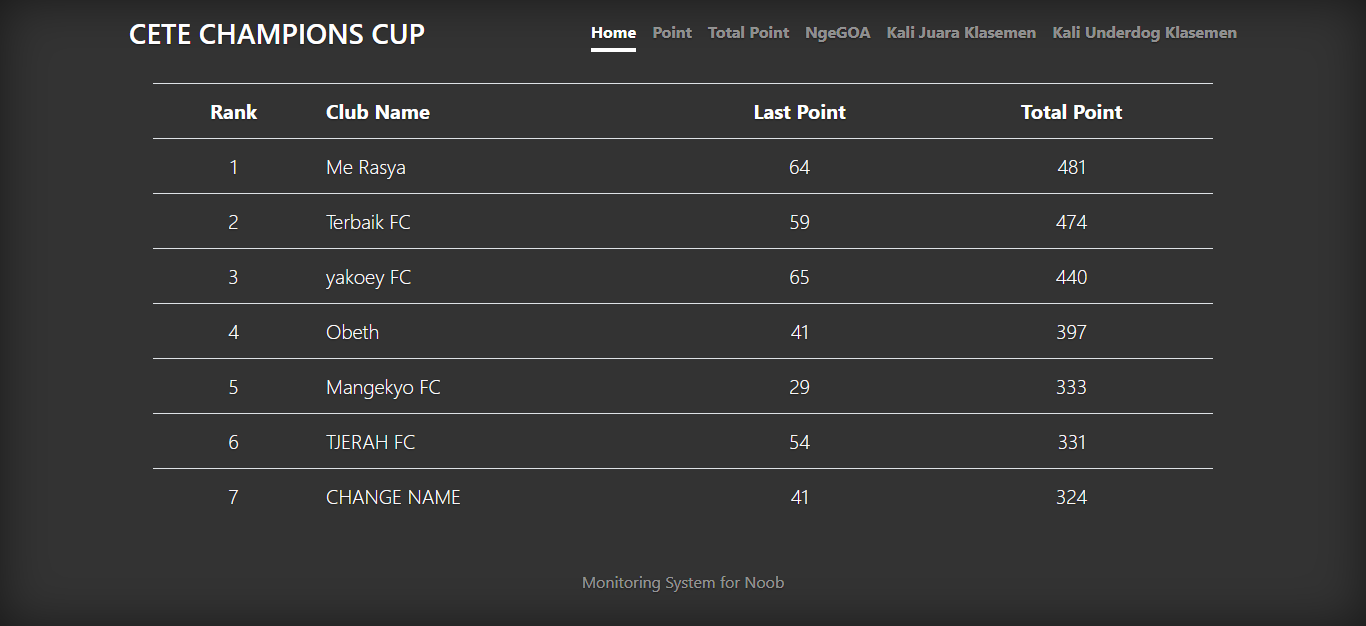 CETE CHAMPIONS CUP Home Point Total Point NgeGOA Kali Juara Klasemen Kali Underdog Klasemen
Rank Club Name Last Point Total Point
1 Me Rasya 64 481
2 Terbaik FC 59 474
3 yakoey FC 65 440
4 Obeth 41 397
5 Mangekyo FC 29 333
6 TJERAH FC 54 331
7 CHANGE NAME 41 324
Monitoring System for Noob